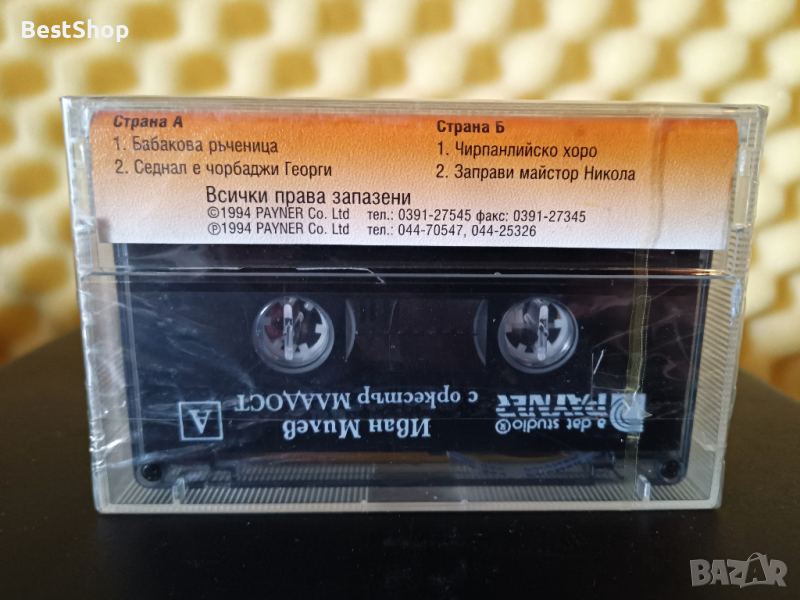 BestShop
Страна А
1. Бабакова ръченица
2. Седнал е чорбаджи Георги
Страна Б
1. Чирпанлийско хоро
2. Заправи майстор Никола
Всички права запазени
©1994 PAYNER Co. Ltd тел.: 0391-27545 факс: 0391-27345
℗1994 PAYNER Co. Ltd тел.: 044-70547, 044-25326
A
Иван Милев
с оркестър МЛАДОСТ
PAYNER
a dat studio®
BAZAR